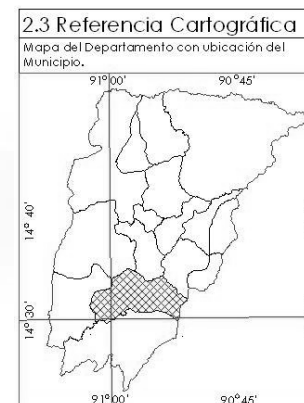 2.3 Referencia Cartográfica
Mapa del Departamento con ubicación del
Municipio.
91° 00' 90° 45'
14° 40'
14° 30'
91° 00' 90° 45'